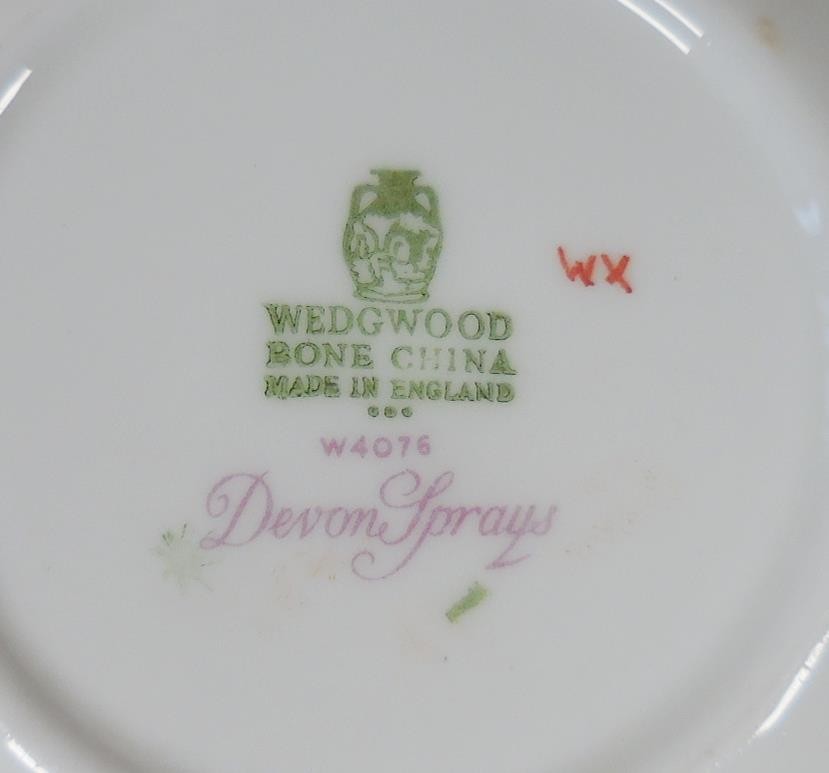 WX
WEDGWOOD
BONE CHINA
MADE IN ENGLAND
W4076
Devon Sprays